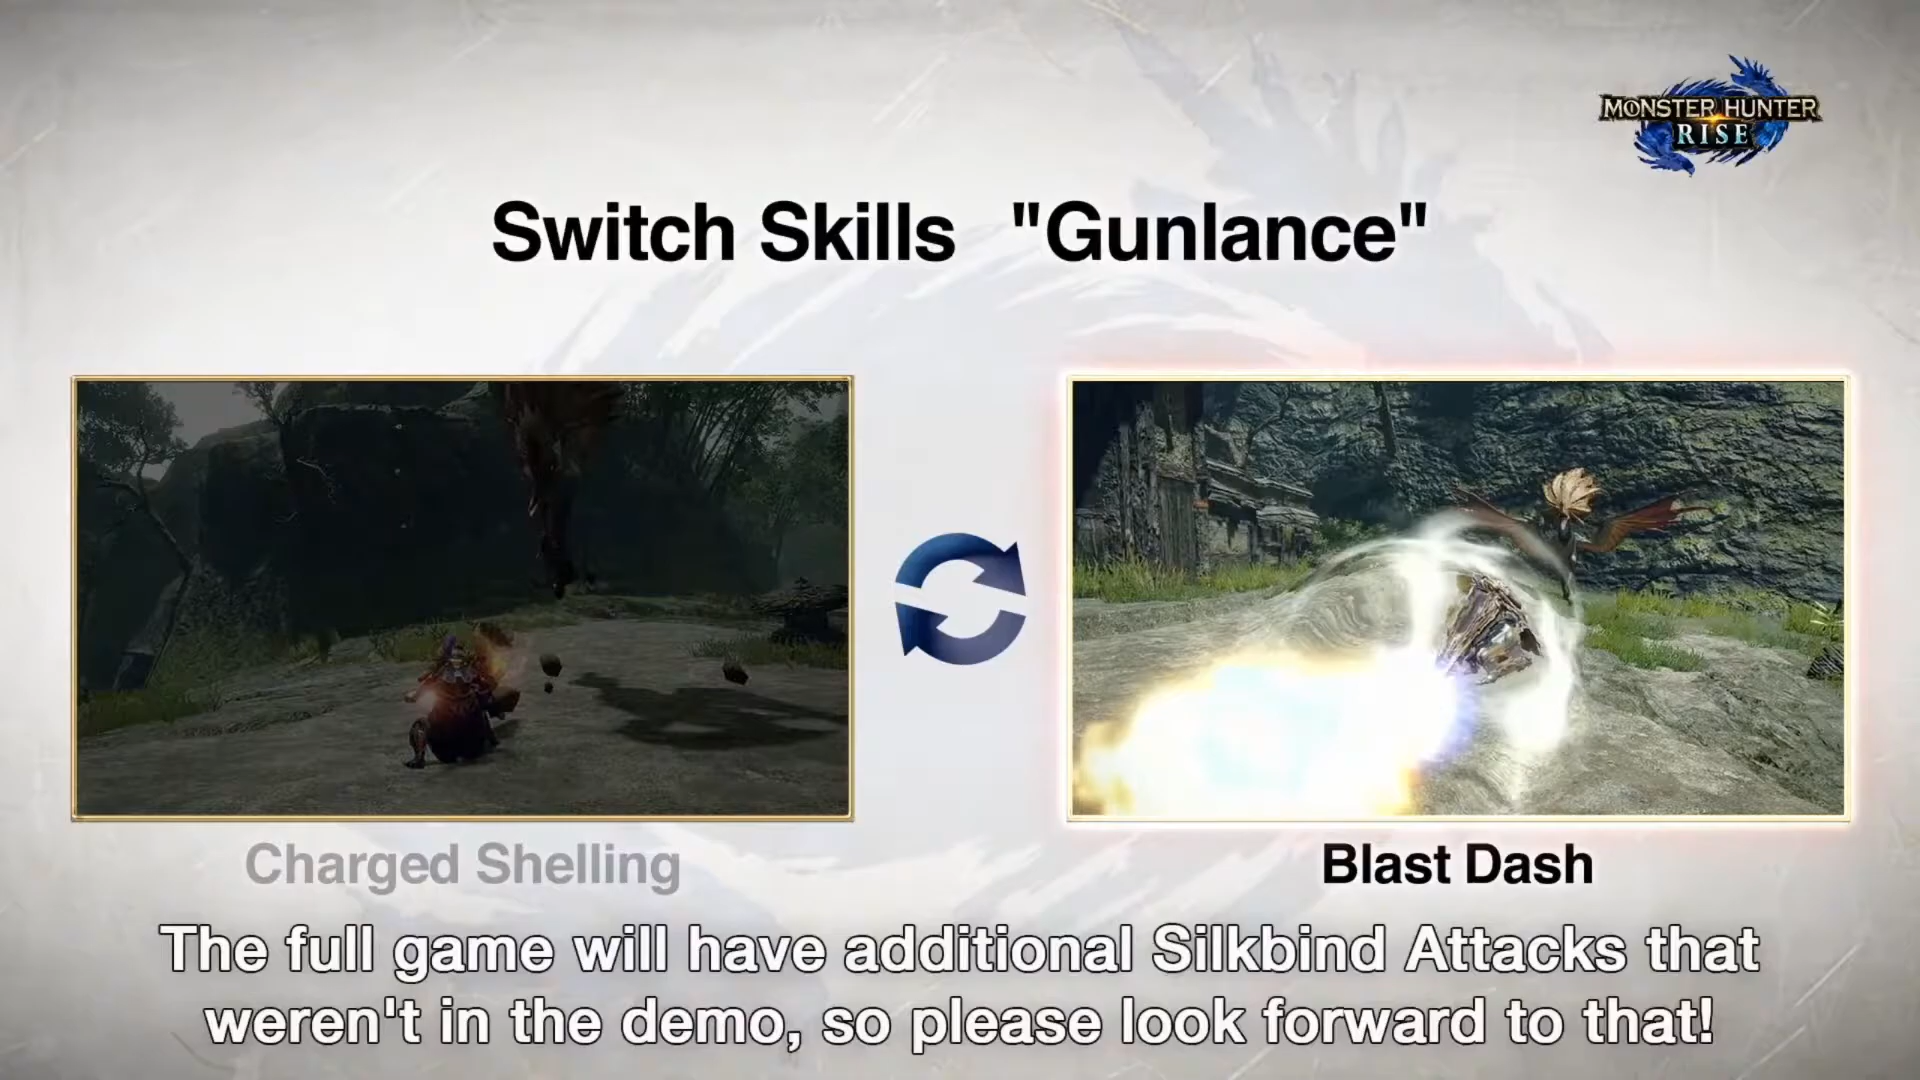 MONSTER HUNTER
RISE
Switch Skills "Gunlance"
Charged Shelling
Blast Dash
The full game will have additional Silkbind Attacks that
weren't in the demo, so please look forward to that!